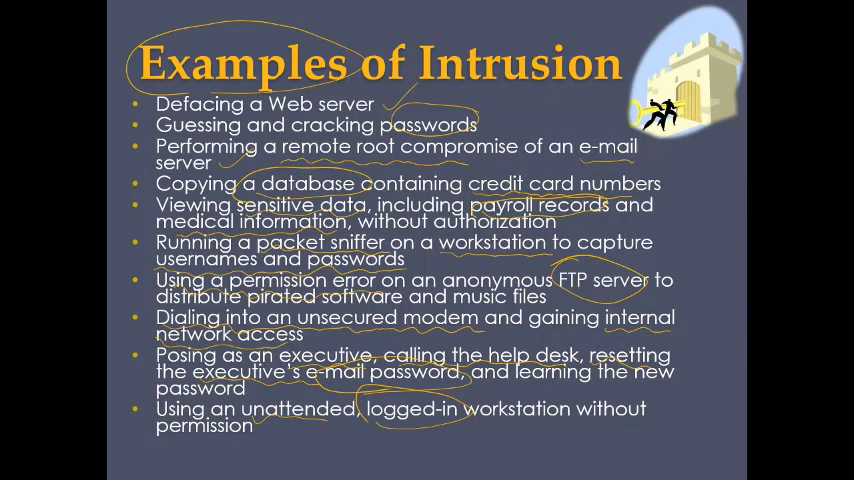 Examples of Intrusion
• Defacing a Web server
• Guessing and cracking passwords
• Performing a remote root compromise of an e-mail
server
• Copying a database containing credit card numbers
• Viewing sensitive data, including payroll records and
medical information, without authorization
• Running a packet sniffer on a workstation to capture
usernames and passwords
• Using a permission error on an anonymous FTP server to
distribute pirated software and music files
• Dialing into an unsecured modem and gaining internal
network access
• Posing as an executive, calling the help desk, resetting
the executive's e-mail password, and learning the new
password
• Using an unattended, logged-in workstation without
permission